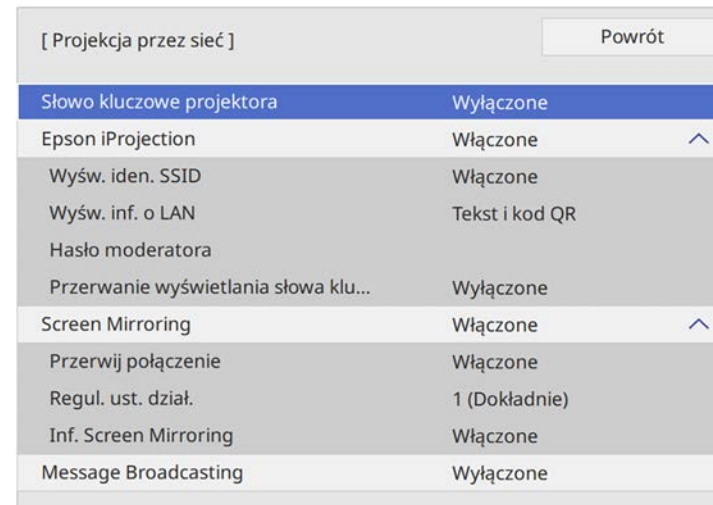 [ Projekcja przez sieć ] Powrót
Słowo kluczowe projektora Wyłączone
Epson iProjection Włączone
Wyśw. iden. SSID Włączone
Wyśw. inf. o LAN Tekst i kod QR
Hasło moderatora
Przerwanie wyświetlania słowa klu... Wyłączone
Screen Mirroring Włączone
Przerwij połączenie Włączone
Regul. ust. dział. 1 (Dokładnie)
Inf. Screen Mirroring Włączone
Message Broadcasting Wyłączone